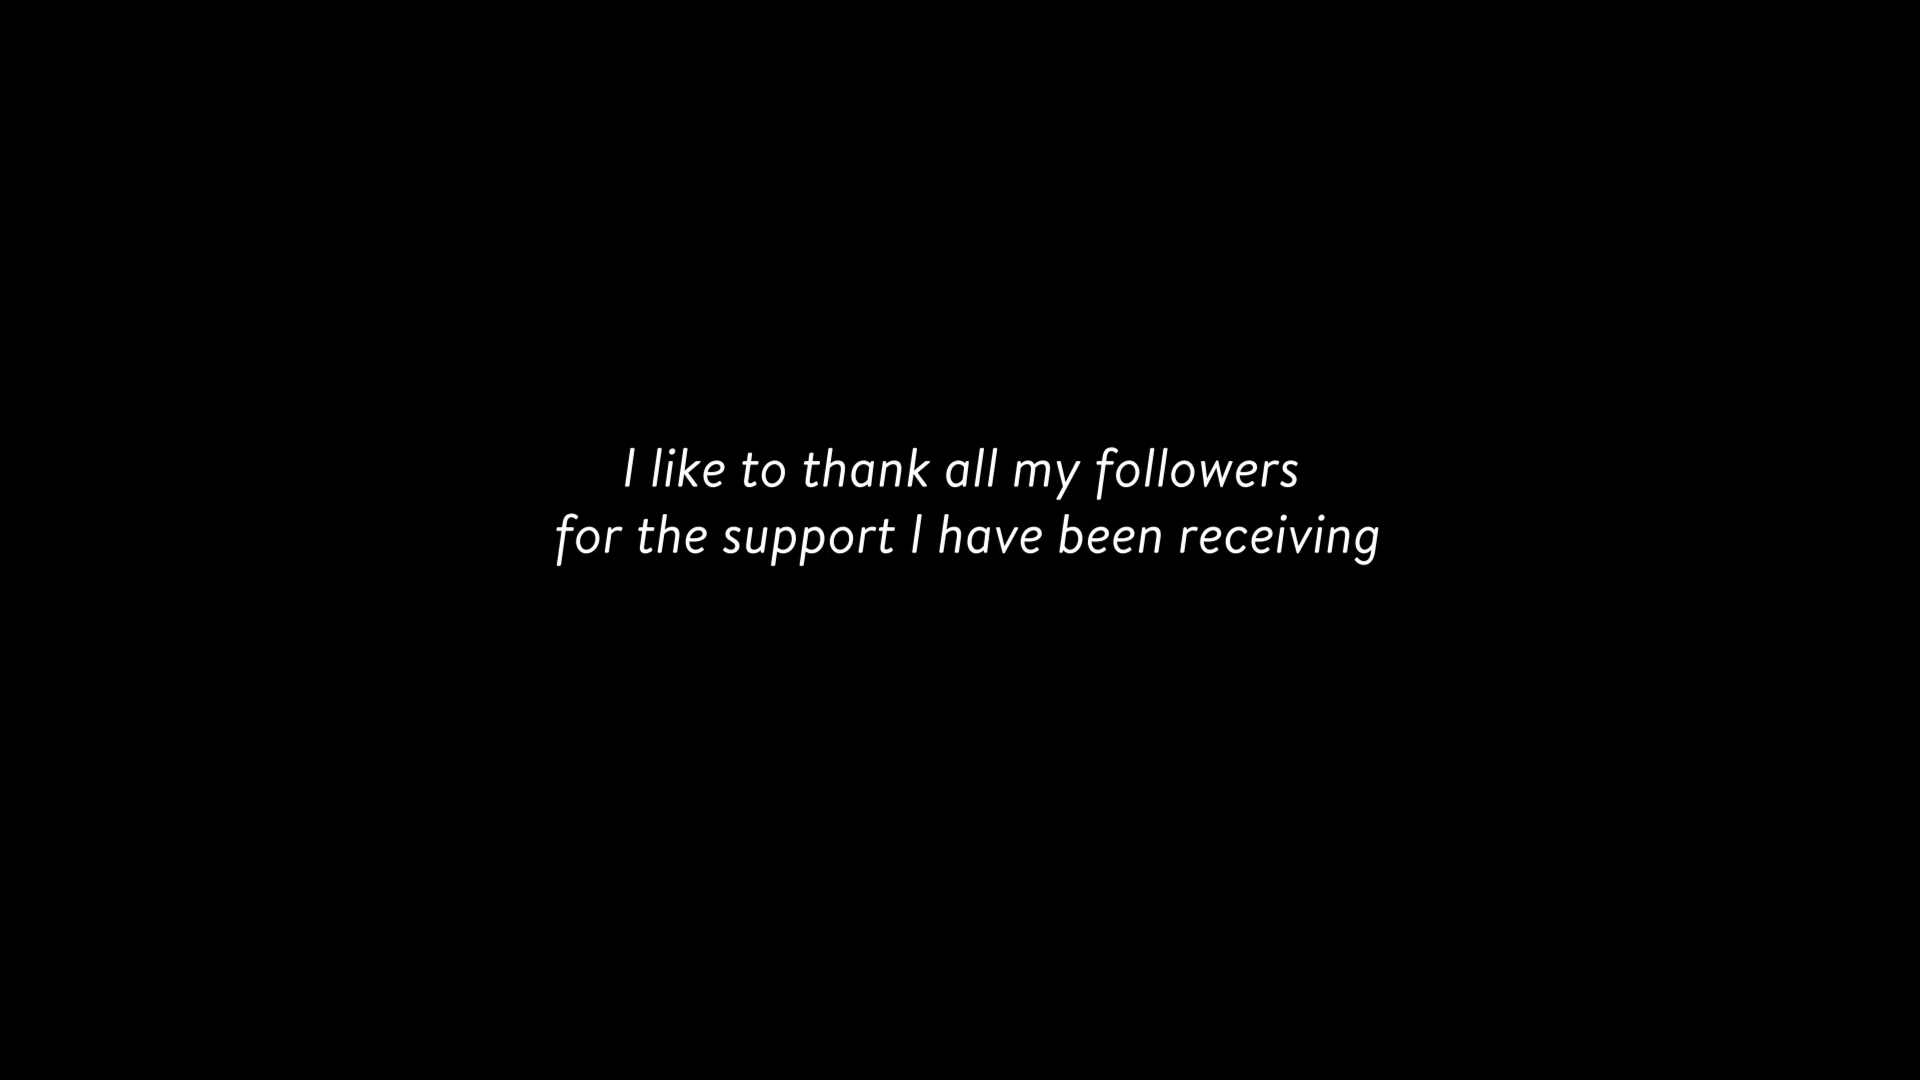 I like to thank all my followers
for the support I have been receiving